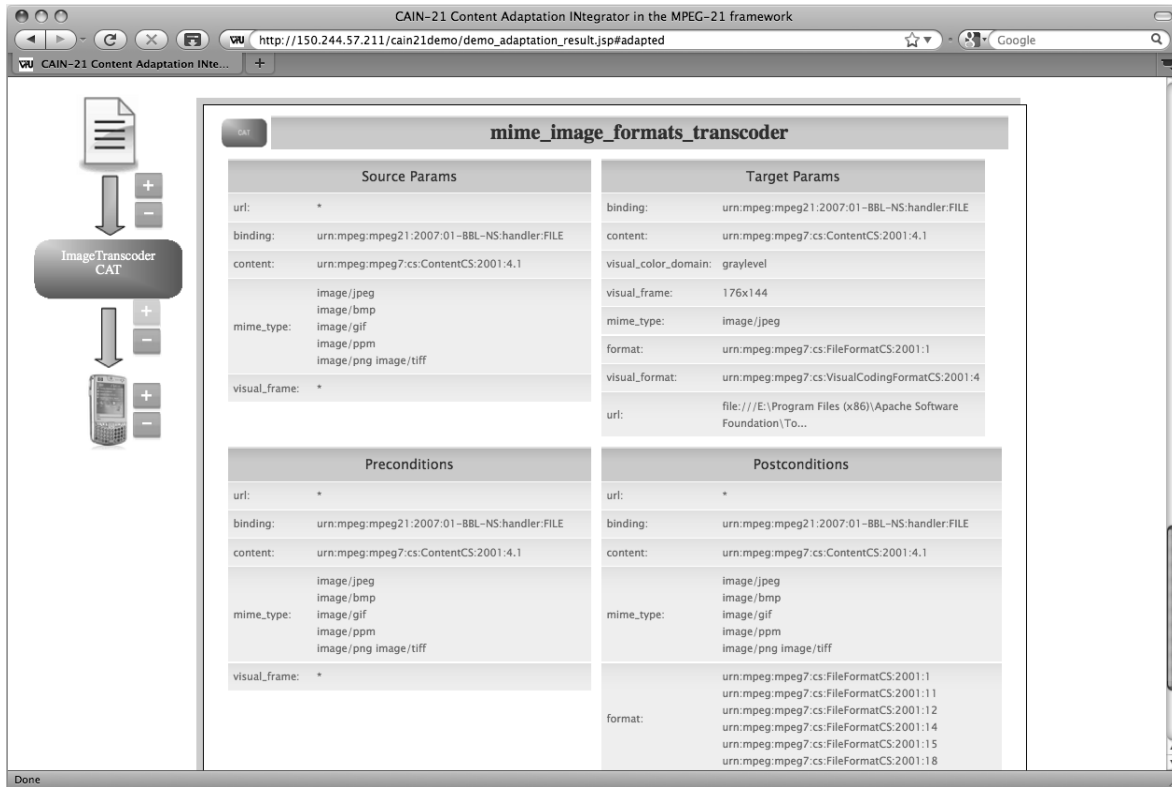 CAIN-21 Content Adaptation INtegrator in the MPEG-21 framework
http://150.244.57.211/cain21demo/demo_adaptation_result.jsp#adapted
Google
CAIN-21 Content Adaptation INte...
+
+
−
ImageTranscoder
CAT
+
−
+
−
CAT
mime_image_formats_transcoder
Source Params
url: *
binding: urn:mpeg:mpeg21:2007:01-BBL-NS:handler:FILE
content: urn:mpeg:mpeg7:cs:ContentCS:2001:4.1
mime_type:
image/jpeg
image/bmp
image/gif
image/ppm
image/png image/tiff
visual_frame: *
Target Params
binding: urn:mpeg:mpeg21:2007:01-BBL-NS:handler:FILE
content: urn:mpeg:mpeg7:cs:ContentCS:2001:4.1
visual_color_domain: graylevel
visual_frame: 176x144
mime_type: image/jpeg
format: urn:mpeg:mpeg7:cs:FileFormatCS:2001:1
visual_format: urn:mpeg:mpeg7:cs:VisualCodingFormatCS:2001:4
url:
file:///E:\Program Files (x86)\Apache Software
Foundation\To...
Preconditions
url: *
binding: urn:mpeg:mpeg21:2007:01-BBL-NS:handler:FILE
content: urn:mpeg:mpeg7:cs:ContentCS:2001:4.1
mime_type:
image/jpeg
image/bmp
image/gif
image/ppm
image/png image/tiff
visual_frame: *
Postconditions
url: *
binding: urn:mpeg:mpeg21:2007:01-BBL-NS:handler:FILE
content: urn:mpeg:mpeg7:cs:ContentCS:2001:4.1
mime_type:
image/jpeg
image/bmp
image/gif
image/ppm
image/png image/tiff
format:
urn:mpeg:mpeg7:cs:FileFormatCS:2001:1
urn:mpeg:mpeg7:cs:FileFormatCS:2001:11
urn:mpeg:mpeg7:cs:FileFormatCS:2001:12
urn:mpeg:mpeg7:cs:FileFormatCS:2001:14
urn:mpeg:mpeg7:cs:FileFormatCS:2001:15
urn:mpeg:mpeg7:cs:FileFormatCS:2001:18
Done